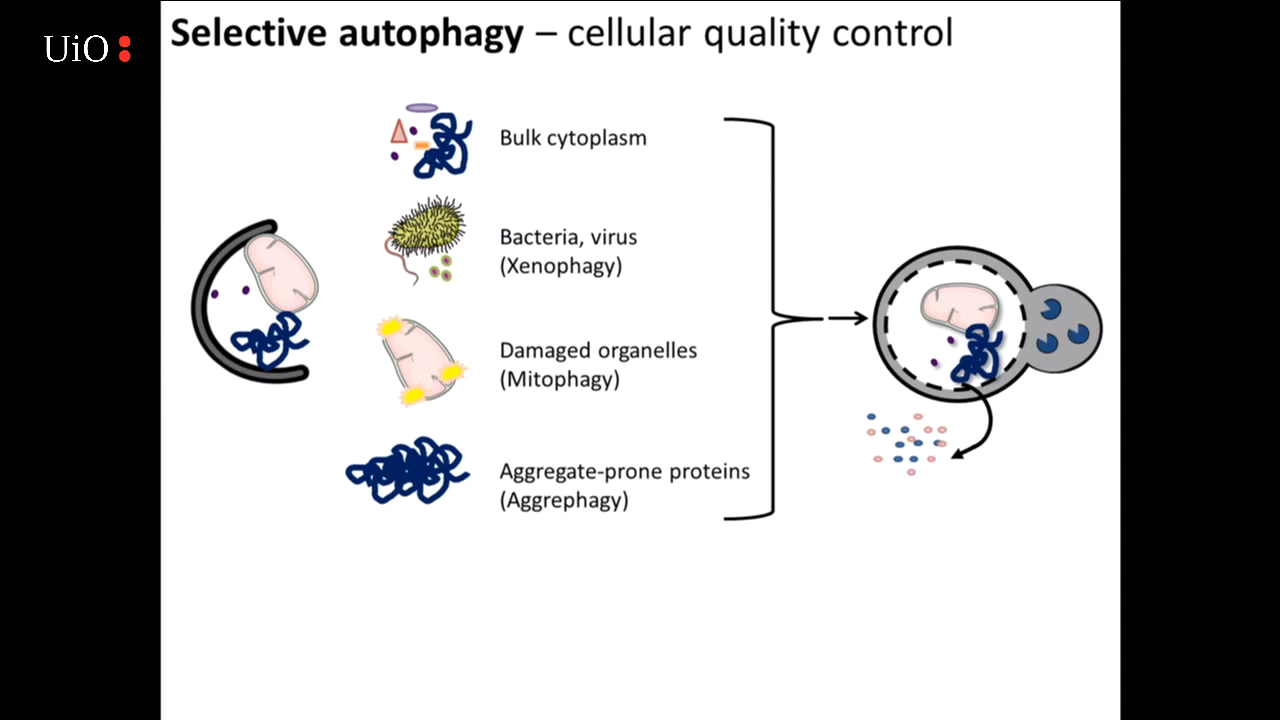 UiO
Selective autophagy – cellular quality control
Bulk cytoplasm
Bacteria, virus
(Xenophagy)
Damaged organelles
(Mitophagy)
Aggregate-prone proteins
(Aggrephagy)